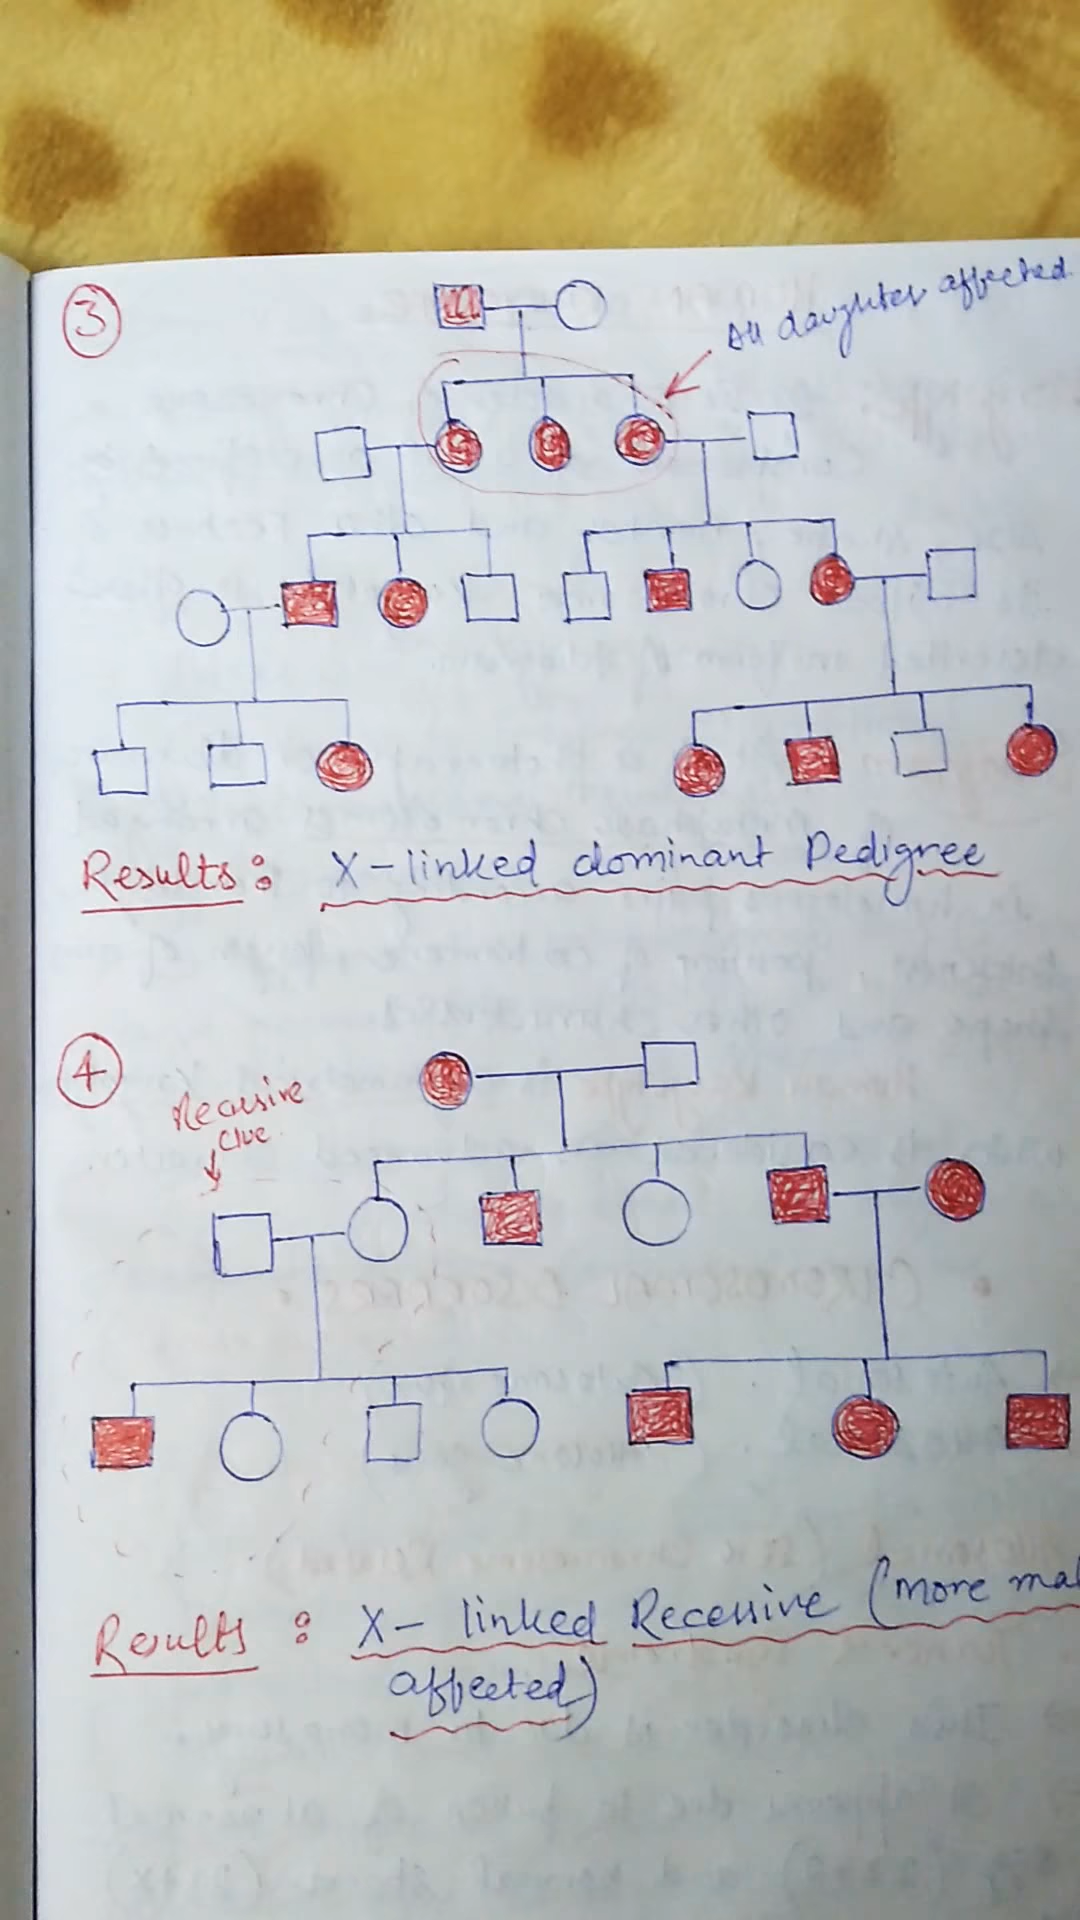 3
All daughter affected
Results: X-linked dominant Pedigree
4
Recessive
clue
Results : X- linked Recessive (more mal
affected)